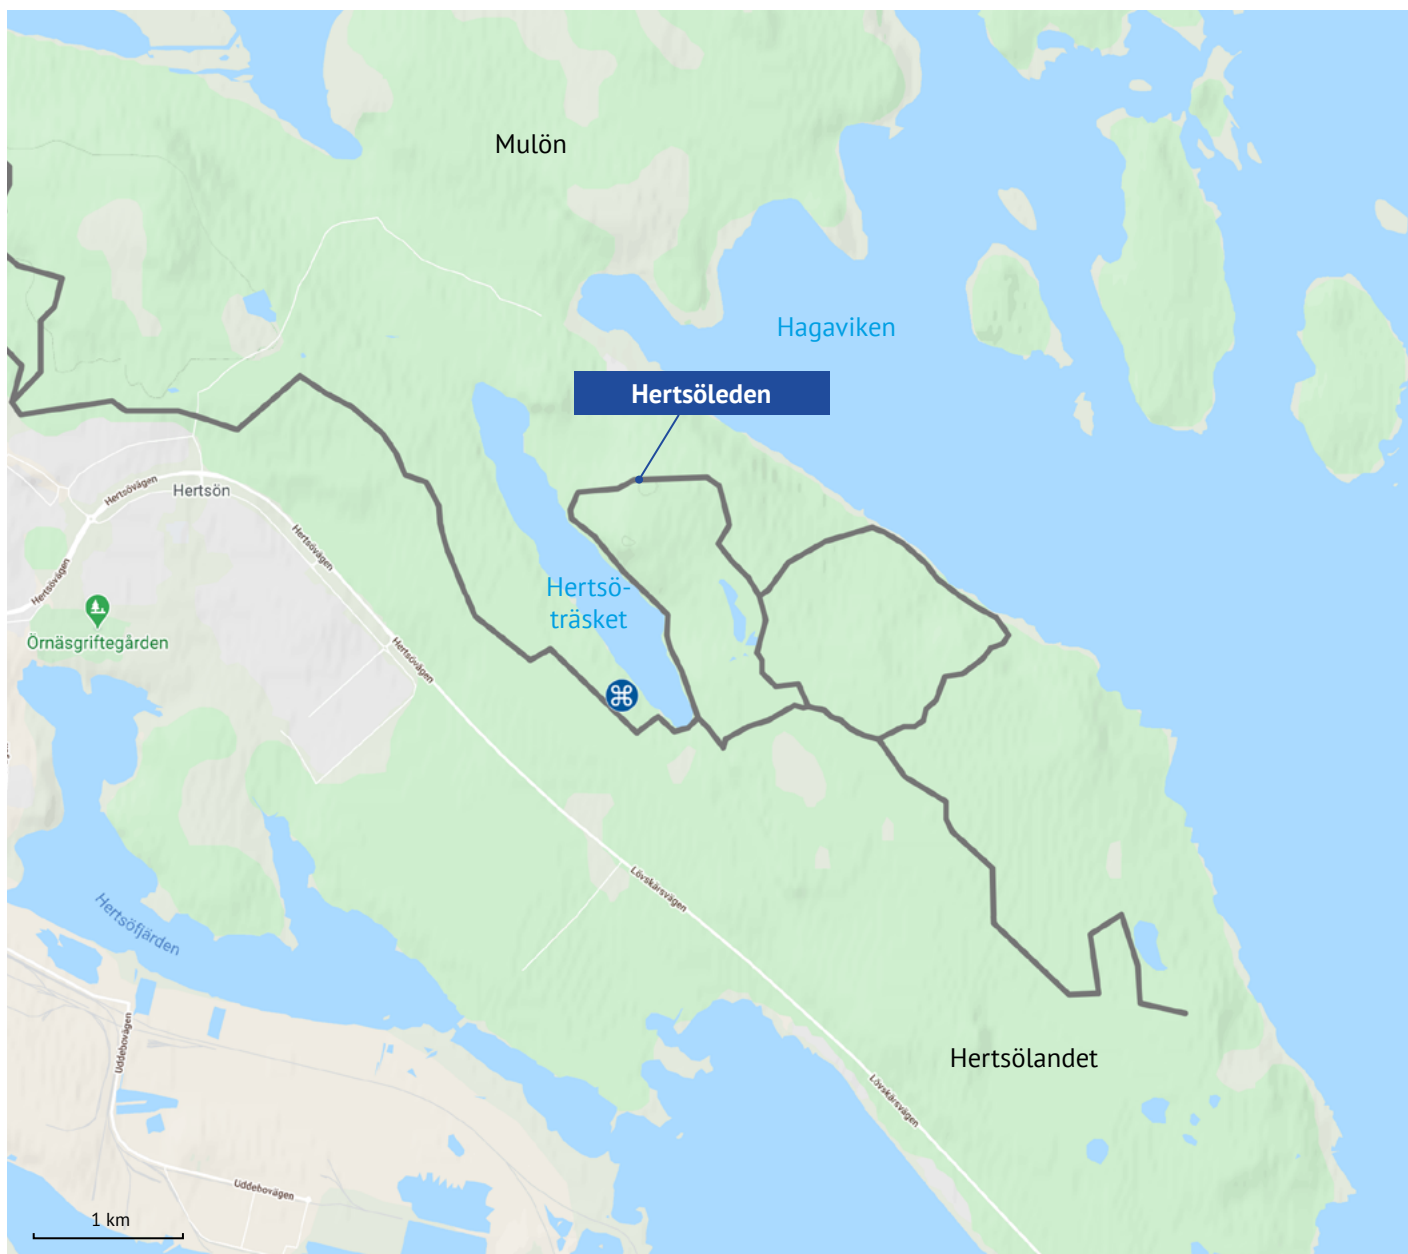 Mulön
Hagaviken
Hertsöleden
Hertsövägen
Hertsön
Hertsövägen
Hertsövägen
Hertsö-
träsket
Örnäsgriftegården
Hertsövägen
Lövskärsvägen
Hertsöfjärden
Uddebovägen
Hertsölandet
Lövskärsvägen
Uddebovägen
1 km